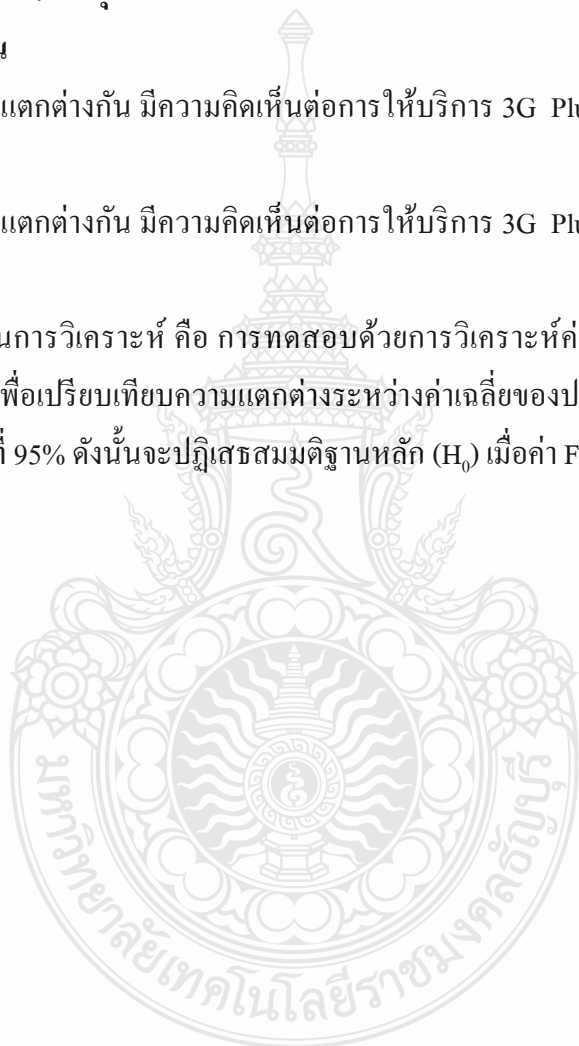 แตกต่างกัน มีความคิดเห็นต่อการให้บริการ 3G
แตกต่างกัน มีความคิดเห็นต่อการให้บริการ 3G
การวิเคราะห์ คือ การทดสอบด้วยการวิเคราะห์
เพื่อเปรียบเทียบความแตกต่างระหว่างค่าเฉลี่ยของ
ที่ 95% ดังนั้นจะปฏิเสธสมมติฐานหลัก (H₀) เมื่อค่า F
มหาวิทยาลัยเทคโนโลยีราชมงคลธัญบุรี